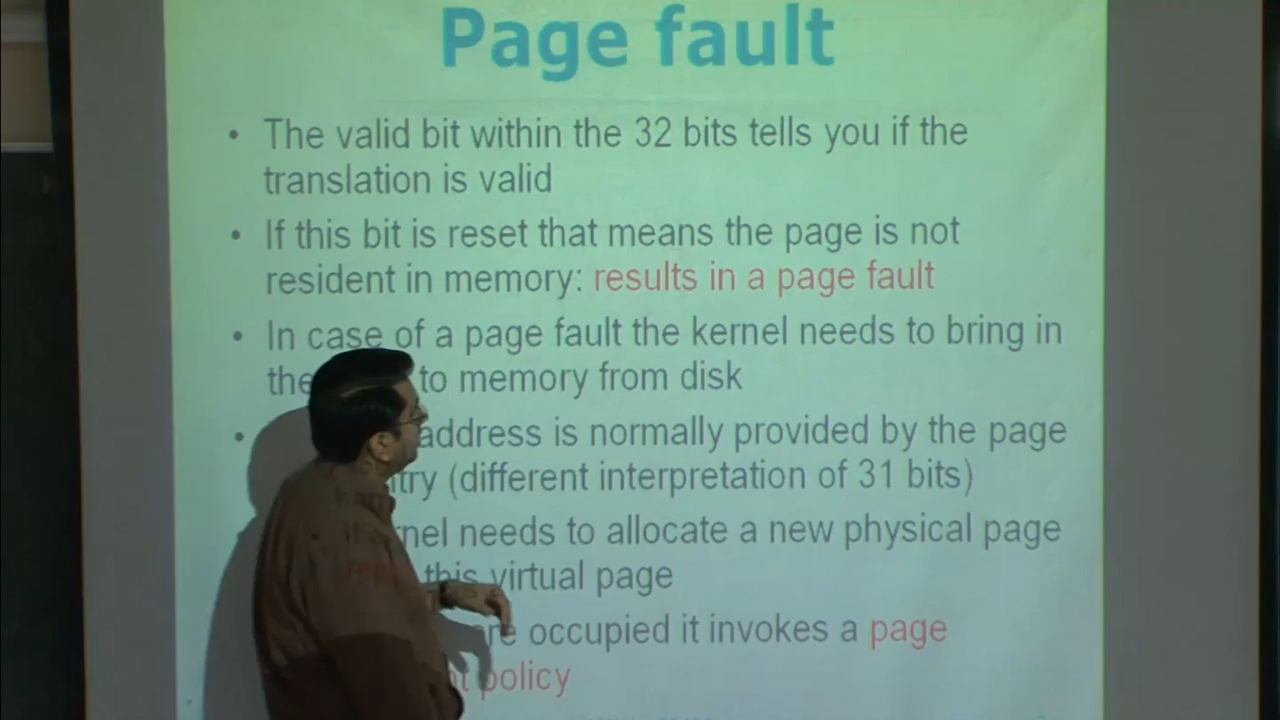 Page fault
• The valid bit within the 32 bits tells you if the
translation is valid
• If this bit is reset that means the page is not
resident in memory: results in a page fault
• In case of a page fault the kernel needs to bring in
the to memory from disk
• address is normally provided by the page
(different interpretation of 31 bits)
needs to allocate a new physical page
this virtual page
occupied it invokes a page
policy